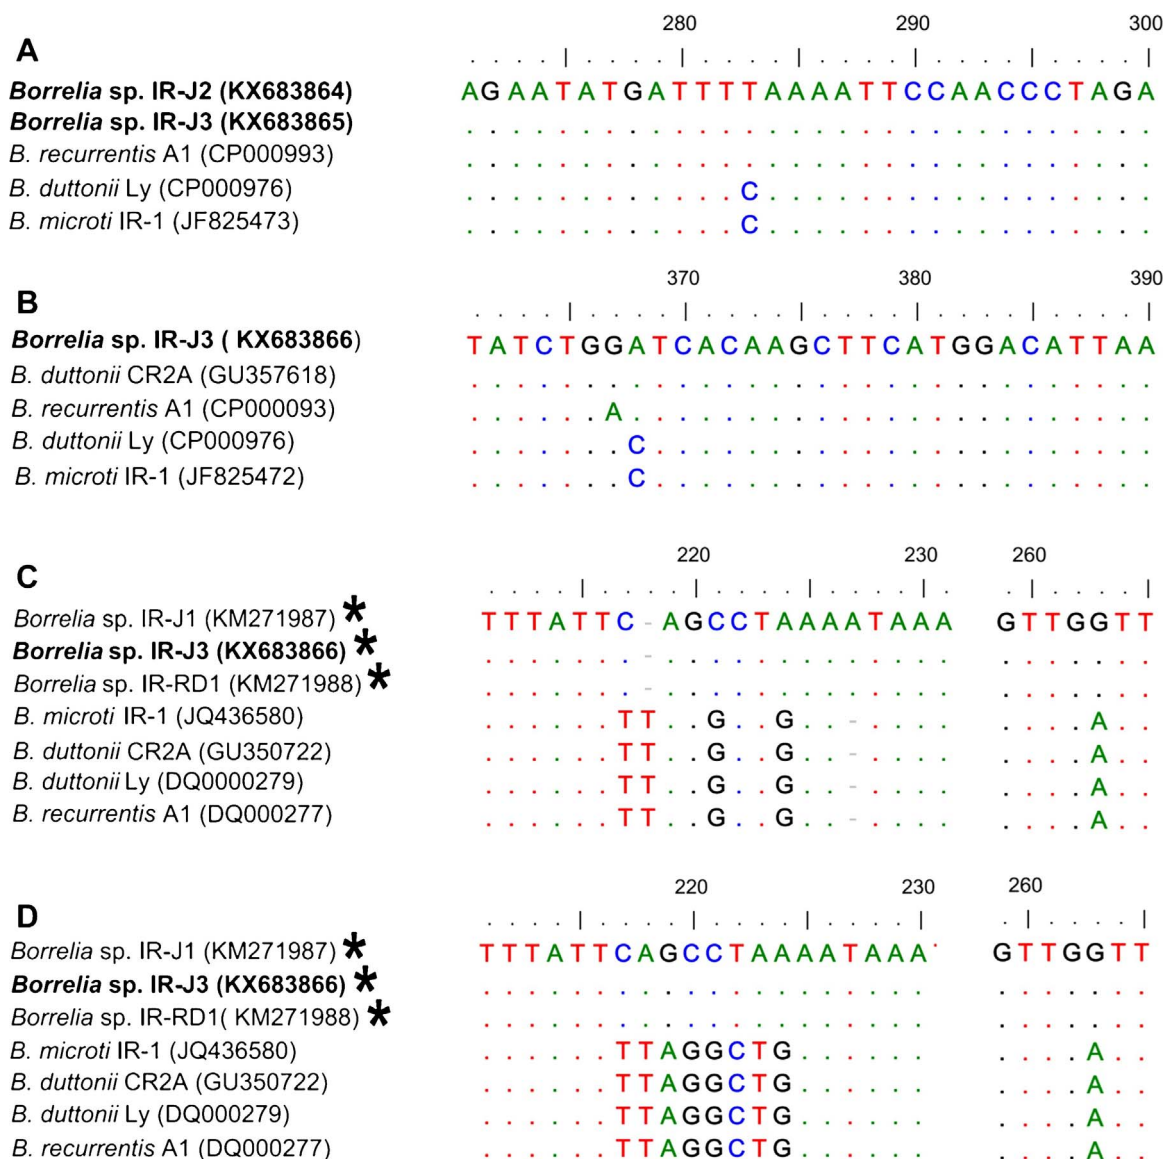 280 290 300
A
Borrelia sp. IR-J2 (KX683864) AGAATATGATTTTAAAATTCCAACCCTAGA
Borrelia sp. IR-J3 (KX683865) ..............................
B. recurrentis A1 (CP000993) ..............................
B. duttonii Ly (CP000976) ............C.................
B. microti IR-1 (JF825473) ............C.................
370 380 390
B
Borrelia sp. IR-J3 ( KX683866) TATCTGGATCACAAGCTTCATGGACATTAA
B. duttonii CR2A (GU357618) ..............................
B. recurrentis A1 (CP000093) ......A.......................
B. duttonii Ly (CP000976) .......C......................
B. microti IR-1 (JF825472) .......C......................
220 230 260
C
Borrelia sp. IR-J1 (KM271987) * TTTATTC-AGCCTAAAATAAA GTTGGTT
Borrelia sp. IR-J3 (KX683866) * .......-............. .......
Borrelia sp. IR-RD1 (KM271988) * .......-............. .......
B. microti IR-1 (JQ436580) ......TT..G..G..-.... ....A..
B. duttonii CR2A (GU350722) ......TT..G..G..-.... ....A..
B. duttonii Ly (DQ0000279) ......TT..G..G..-.... ....A..
B. recurrentis A1 (DQ000277) ......TT..G..G..-.... ....A..
220 230 260
D
Borrelia sp. IR-J1 (KM271987) * TTTATTCAGCCTAAAATAAA GTTGGTT
Borrelia sp. IR-J3 (KX683866) * .................... .......
Borrelia sp. IR-RD1( KM271988) * .................... .......
B. microti IR-1 (JQ436580) ......TTAGGCTG...... ....A..
B. duttonii CR2A (GU350722) ......TTAGGCTG...... ....A..
B. duttonii Ly (DQ000279) ......TTAGGCTG...... ....A..
B. recurrentis A1 (DQ000277) ......TTAGGCTG...... ....A..